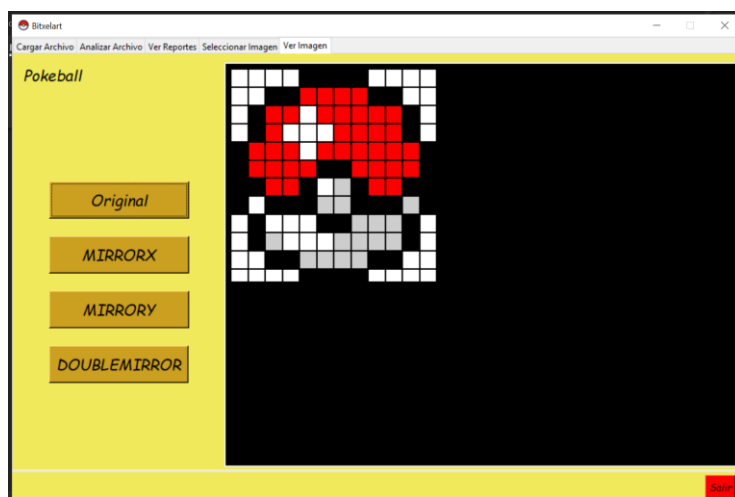 Bitxelart
Cargar Archivo Analizar Archivo Ver Reportes Seleccionar Imagen Ver Imagen
Pokeball
Original
MIRRORX
MIRRORY
DOUBLEMIRROR
Salir